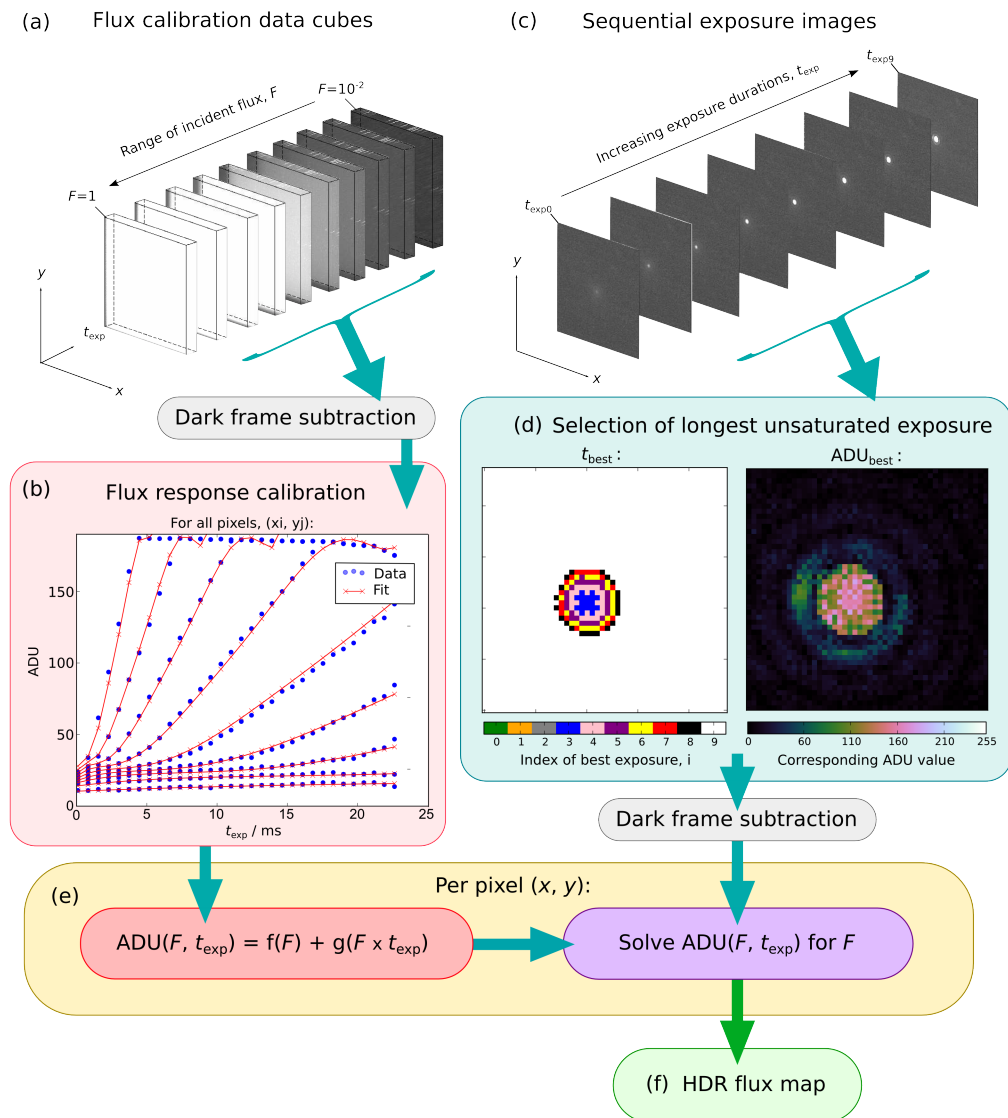 (a) Flux calibration data cubes
Range of incident flux, F
F=10⁻²
F=1
y
t_exp
x
(c) Sequential exposure images
Increasing exposure durations, t_exp
t_exp9
t_exp0
y
x
Dark frame subtraction
(b) Flux response calibration
For all pixels, (xi, yj):
Data
Fit
ADU
150
100
50
0
0 5 10 15 20 25
t_exp / ms
(d) Selection of longest unsaturated exposure
t_best :
0 1 2 3 4 5 6 7 8 9
Index of best exposure, i
ADU_best :
0 60 110 160 210 255
Corresponding ADU value
Dark frame subtraction
(e) Per pixel (x, y):
ADU(F, t_exp) = f(F) + g(F x t_exp)
Solve ADU(F, t_exp) for F
(f) HDR flux map